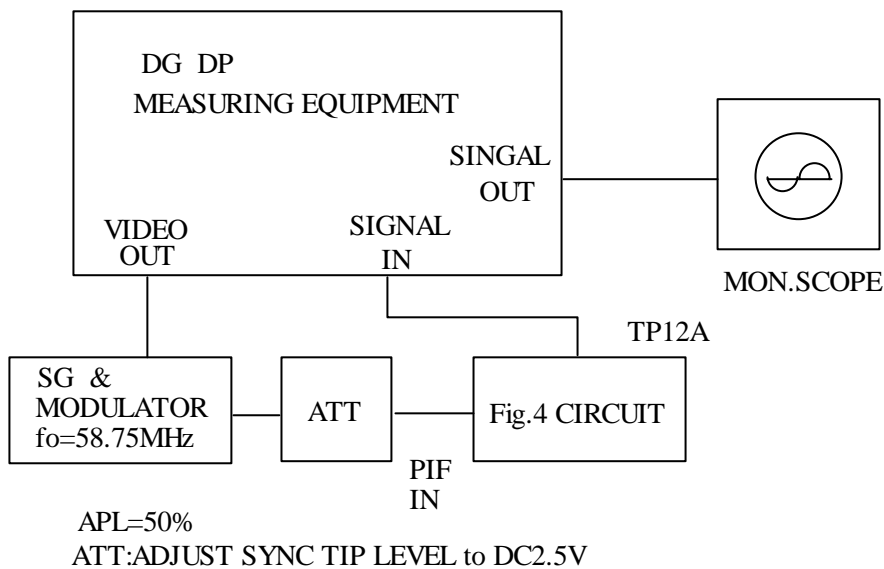 DG DP
MEASURING EQUIPMENT
SINGAL
OUT
VIDEO
OUT
SIGNAL
IN
MON.SCOPE
TP12A
SG &
MODULATOR
fo=58.75MHz
ATT
Fig.4 CIRCUIT
PIF
IN
APL=50%
ATT:ADJUST SYNC TIP LEVEL to DC2.5V